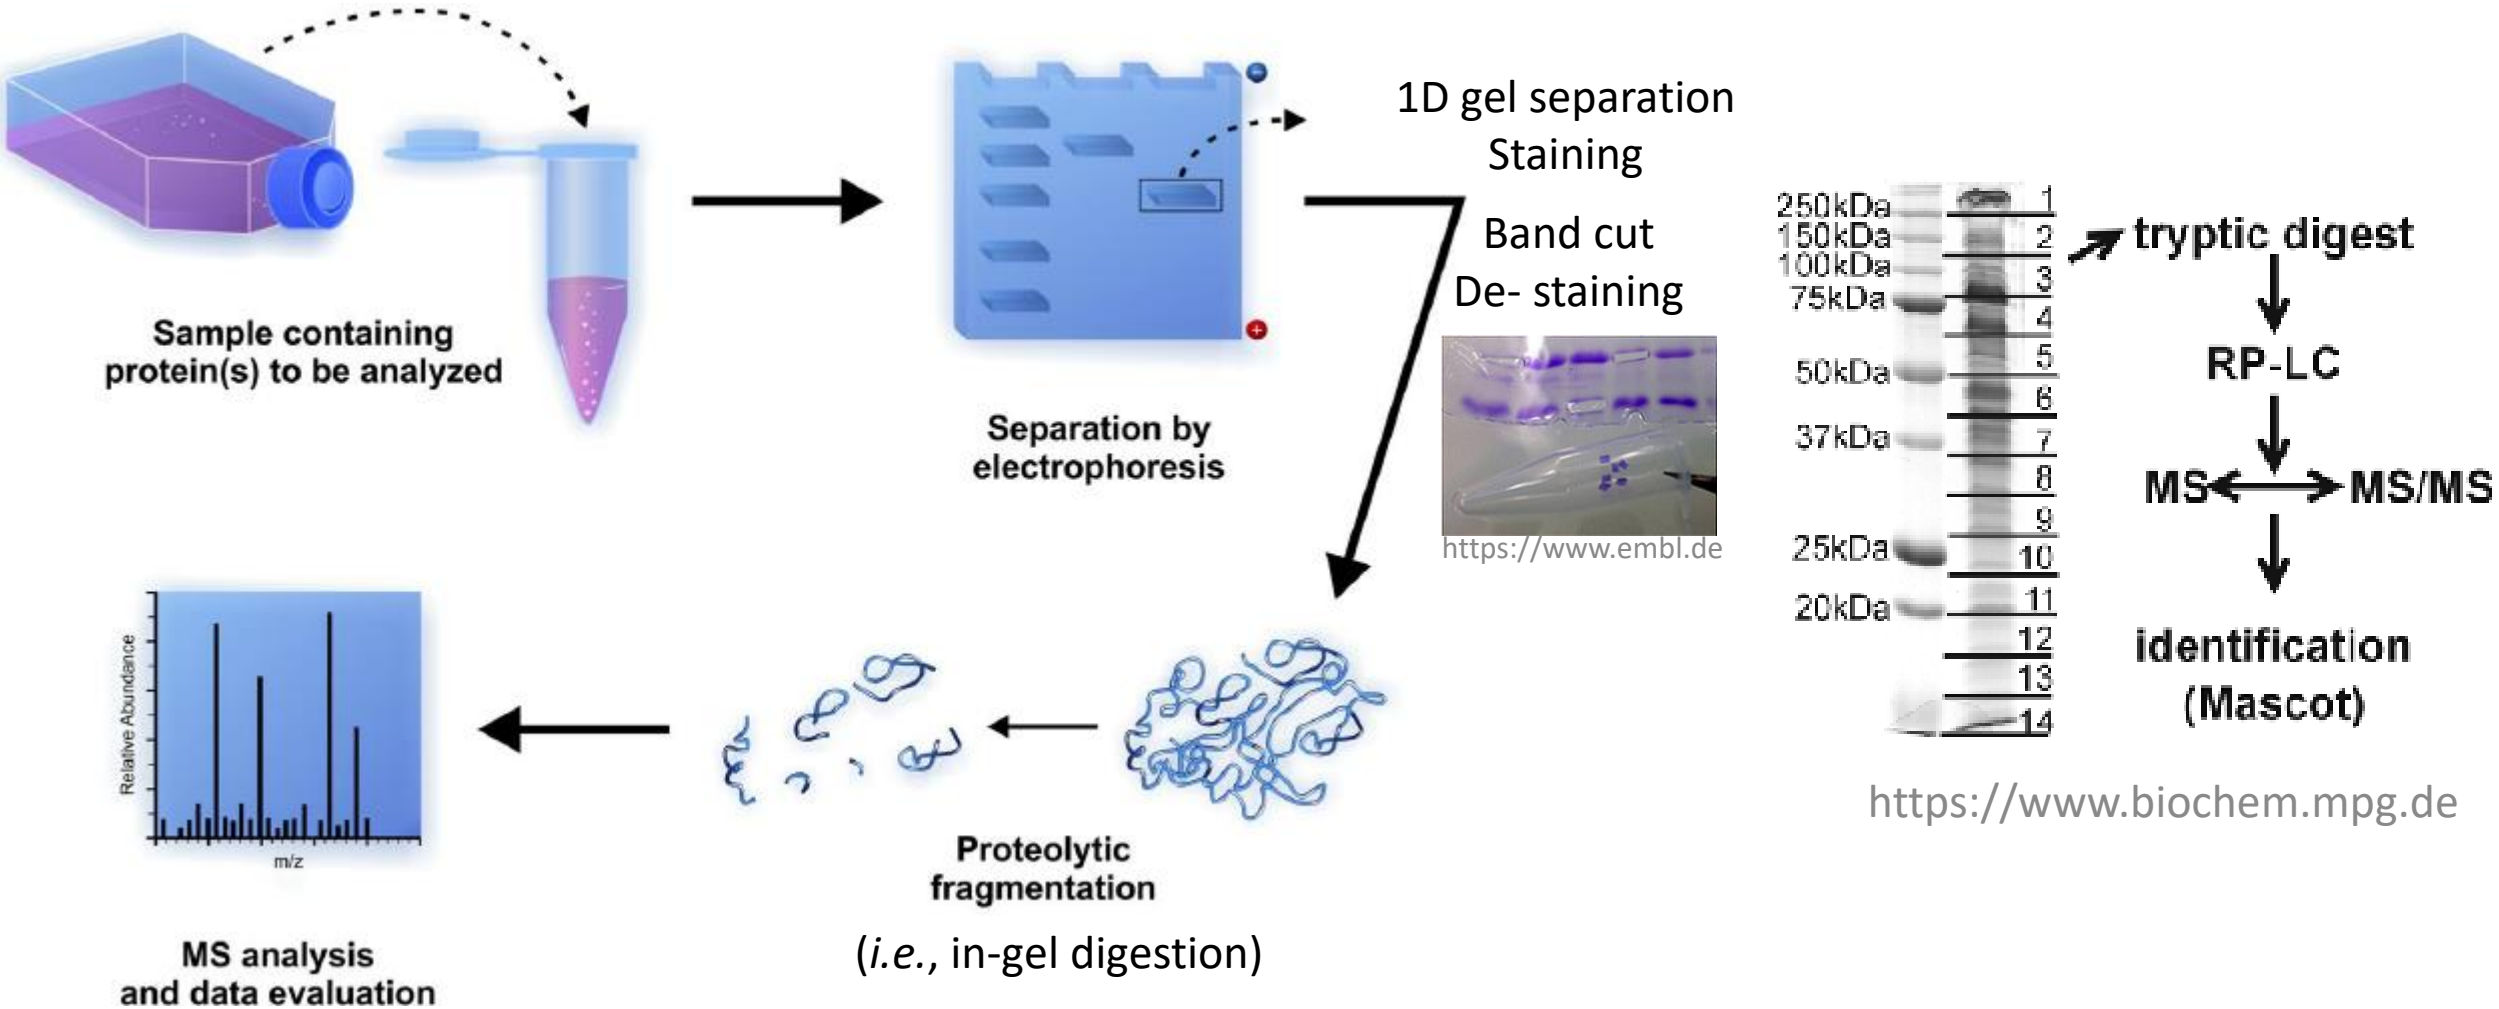 Sample containing
protein(s) to be analyzed
Separation by
electrophoresis
1D gel separation
Staining
Band cut
De- staining
https://www.embl.de
Proteolytic
fragmentation
(i.e., in-gel digestion)
Relative Abundance
m/z
MS analysis
and data evaluation
250kDa
150kDa
100kDa
75kDa
50kDa
37kDa
25kDa
20kDa
1
2
3
4
5
6
7
8
9
10
11
12
13
14
tryptic digest
RP-LC
MS MS/MS
identification
(Mascot)
https://www.biochem.mpg.de